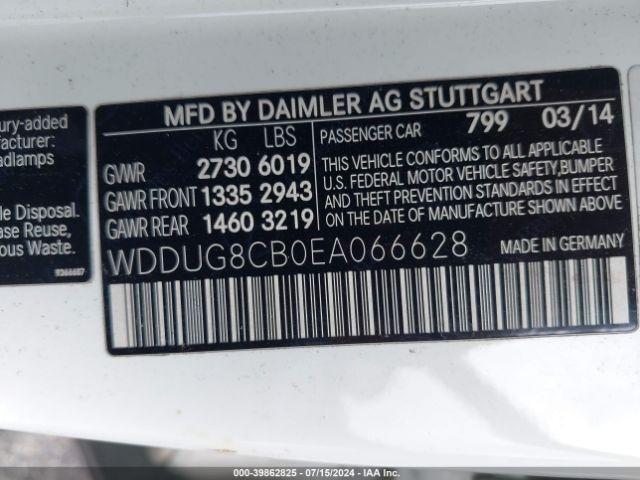 ury-added
facturer:
eadlamps
le Disposal.
ase Reuse,
ous Waste.
9266687
MFD BY DAIMLER AG STUTTGART
KG LBS
GVWR 2730 6019
GAWR FRONT 1335 2943
GAWR REAR 1460 3219
PASSENGER CAR 799 03/14
THIS VEHICLE CONFORMS TO ALL APPLICABLE
U.S. FEDERAL MOTOR VEHICLE SAFETY,BUMPER
AND THEFT PREVENTION STANDARDS IN EFFECT
ON THE DATE OF MANUFACTURE SHOWN ABOVE.
WDDUG8CB0EA066628 MADE IN GERMANY
000-39862825 | 07/15/2024 - IAA Inc.